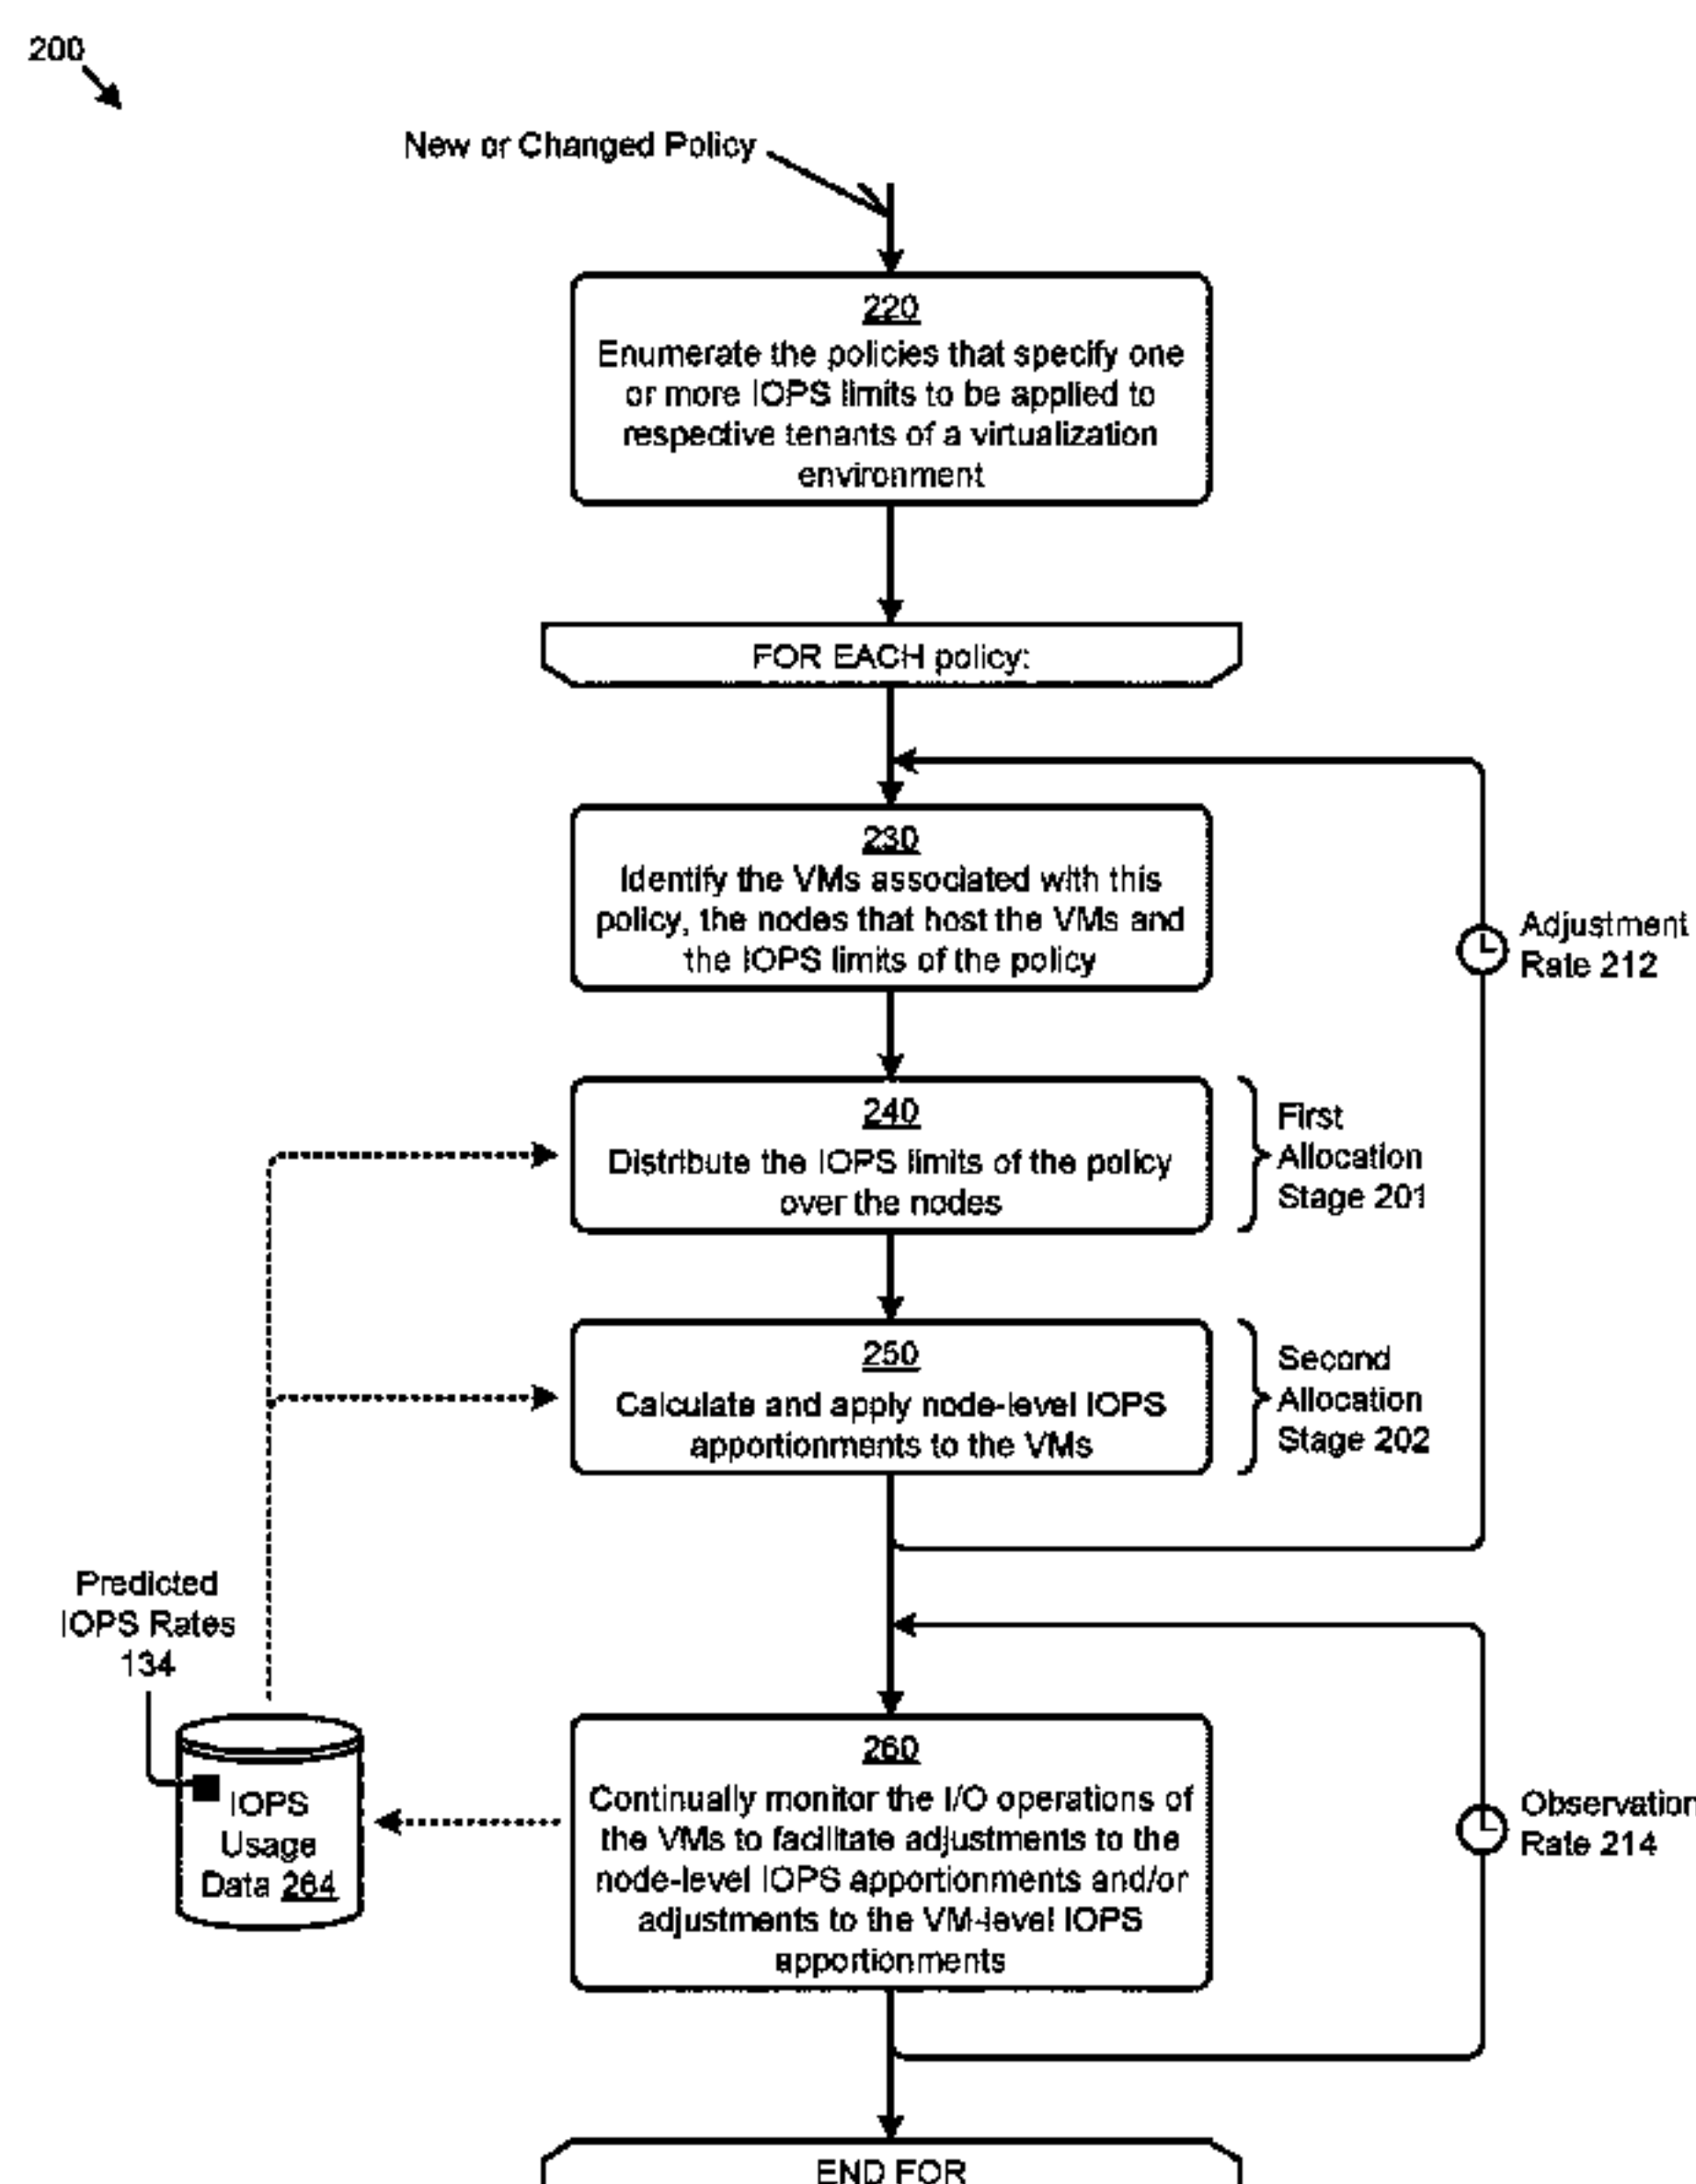 200
New or Changed Policy
220
Enumerate the policies that specify one
or more IOPS limits to be applied to
respective tenants of a virtualization
environment
FOR EACH policy:
230
Identify the VMs associated with this
policy, the nodes that host the VMs and
the IOPS limits of the policy
Adjustment
Rate 212
240
Distribute the IOPS limits of the policy
over the nodes
First
Allocation
Stage 201
250
Calculate and apply node-level IOPS
apportionments to the VMs
Second
Allocation
Stage 202
Predicted
IOPS Rates
134
IOPS
Usage
Data 264
260
Continually monitor the I/O operations of
the VMs to facilitate adjustments to the
node-level IOPS apportionments and/or
adjustments to the VM-level IOPS
apportionments
Observation
Rate 214
END FOR